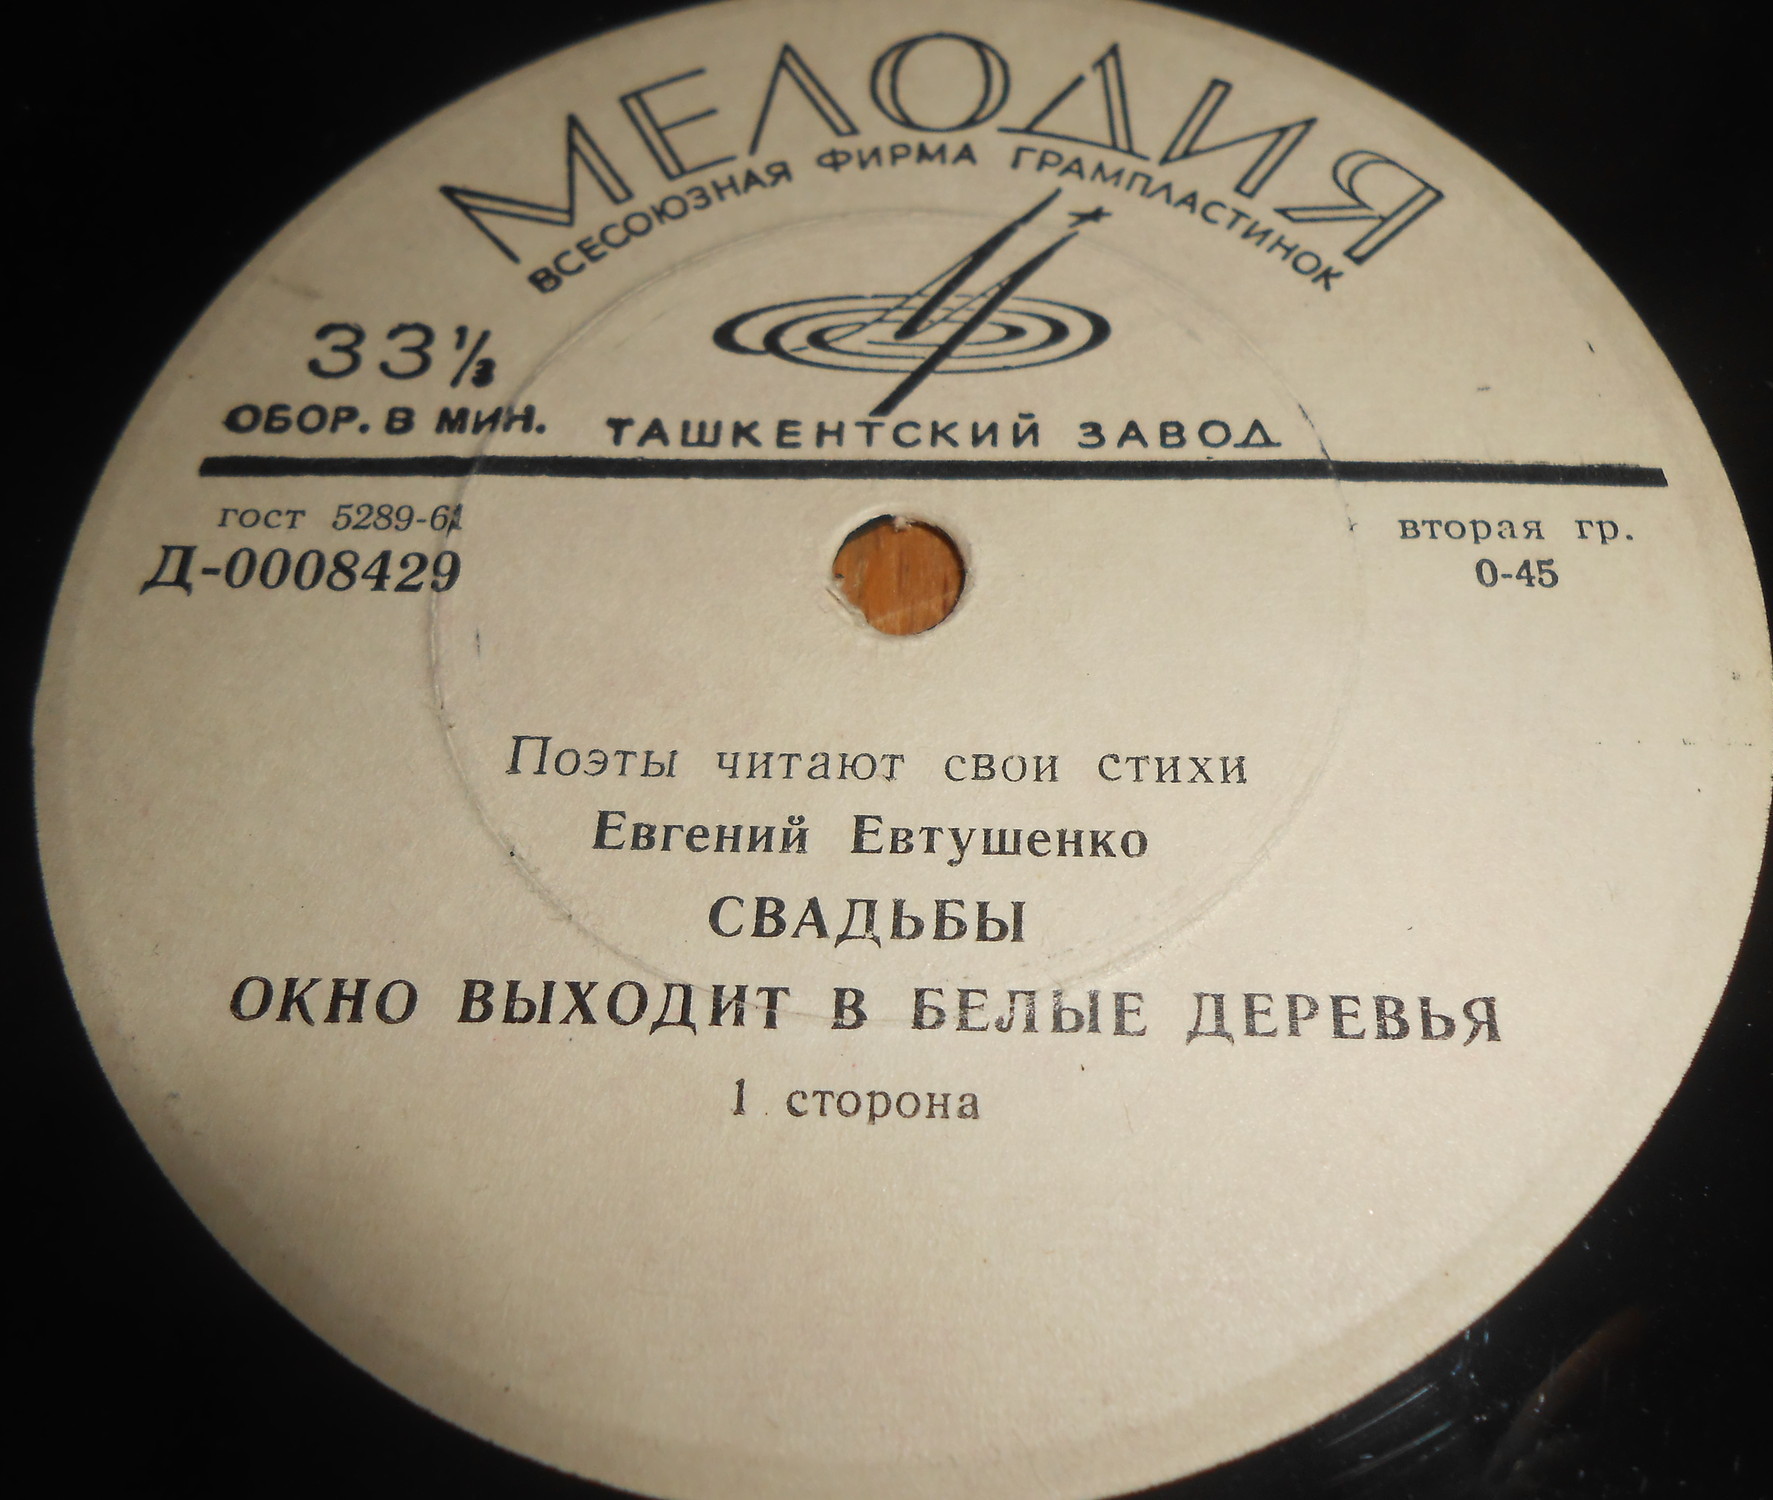 МЕЛОДИЯ
ВСЕСОЮЗНАЯ ФИРМА ГРАМПЛАСТИНОК
33⅓
ОБОР. В МИН.
ТАШКЕНТСКИЙ ЗАВОД
гост 5289-61
Д-0008429
вторая гр.
0-45
Поэты читают свои стихи
Евгений Евтушенко
СВАДЬБЫ
ОКНО ВЫХОДИТ В БЕЛЫЕ ДЕРЕВЬЯ
1 сторона